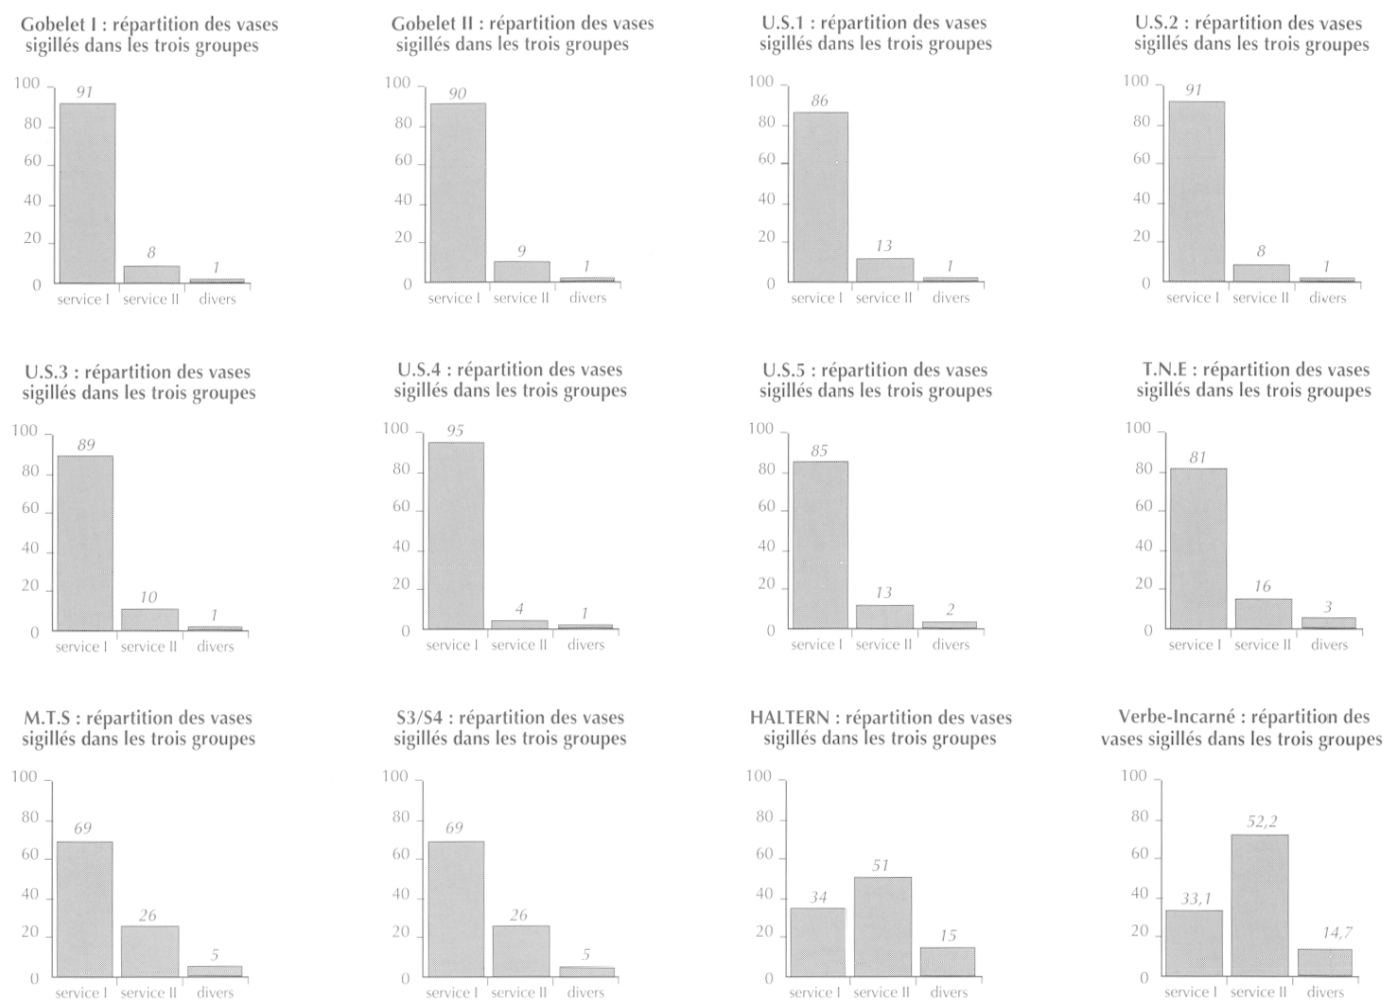 Gobelet I : répartition des vases
sigillés dans les trois groupes
100
80
60
40
20
0
91
8
1
service I
service II
divers
Gobelet II : répartition des vases
sigillés dans les trois groupes
100
80
60
40
20
0
90
9
1
service I
service II
divers
U.S.1 : répartition des vases
sigillés dans les trois groupes
100
80
60
40
20
0
86
13
1
service I
service II
divers
U.S.2 : répartition des vases
sigillés dans les trois groupes
100
80
60
40
20
0
91
8
1
service I
service II
divers
U.S.3 : répartition des vases
sigillés dans les trois groupes
100
80
60
40
20
0
89
10
1
service I
service II
divers
U.S.4 : répartition des vases
sigillés dans les trois groupes
100
80
60
40
20
0
95
4
1
service I
service II
divers
U.S.5 : répartition des vases
sigillés dans les trois groupes
100
80
60
40
20
0
85
13
2
service I
service II
divers
T.N.E : répartition des vases
sigillés dans les trois groupes
100
80
60
40
20
0
81
16
3
service I
service II
divers
M.T.S : répartition des vases
sigillés dans les trois groupes
100
80
60
40
20
0
69
26
5
service I
service II
divers
S3/S4 : répartition des vases
sigillés dans les trois groupes
100
80
60
40
20
0
69
26
5
service I
service II
divers
HALTERN : répartition des vases
sigillés dans les trois groupes
100
80
60
40
20
0
34
51
15
service I
service II
divers
Verbe-Incarné : répartition des
vases sigillés dans les trois groupes
100
80
60
40
20
0
33,1
52,2
14,7
service I
service II
divers